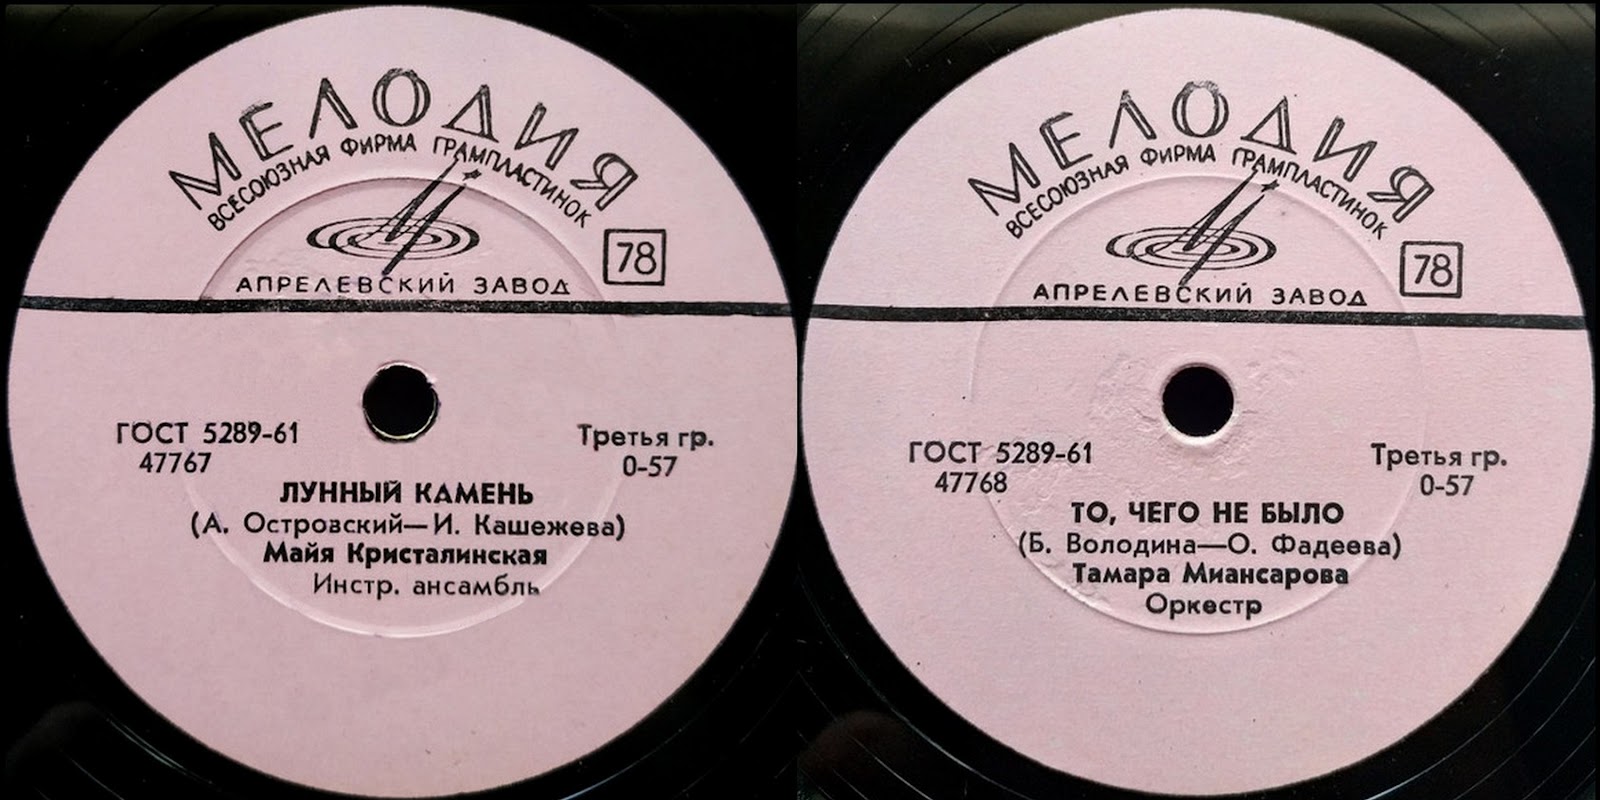 МЕЛОДИЯ
ВСЕСОЮЗНАЯ ФИРМА ГРАМПЛАСТИНОК
78
АПРЕЛЕВСКИЙ ЗАВОД
ГОСТ 5289-61
47767
Третья гр.
0-57
ЛУННЫЙ КАМЕНЬ
(А. Островский—И. Кашежева)
Майя Кристалинская
Инстр. ансамбль
МЕЛОДИЯ
ВСЕСОЮЗНАЯ ФИРМА ГРАМПЛАСТИНОК
78
АПРЕЛЕВСКИЙ ЗАВОД
ГОСТ 5289-61
47768
Третья гр.
0-57
ТО, ЧЕГО НЕ БЫЛО
(Б. Володина—О. Фадеева)
Тамара Миансарова
Оркестр